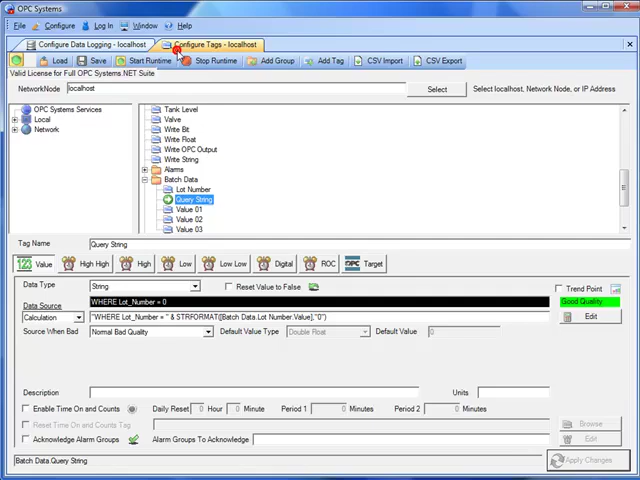 OPC Systems
File Configure Log In Window Help
Configure Data Logging - localhost Configure Tags - localhost
Load Save Start Runtime Stop Runtime Add Group Add Tag CSV Import CSV Export
Valid License for Full OPC Systems.NET Suite
NetworkNode localhost Select Select localhost, Network Node, or IP Address
OPC Systems Services
Local
Network
Tank Level
Valve
Write Bit
Write Float
Write OPC Output
Write String
Alarms
Batch Data
Lot Number
Query String
Value 01
Value 02
Value 03
Tag Name Query String
123 Value High High High Low Low Low Digital ROC OPC Target
Data Type String Reset Value to False Trend Point
Data Source WHERE Lot_Number = 0 Good Quality
Calculation "WHERE Lot_Number = " & STRFORMAT([Batch Data.Lot Number.Value],"0") Edit
Source When Bad Normal Bad Quality Default Value Type Double Float Default Value 0
Description Units
Enable Time On and Counts Daily Reset 0 Hour 0 Minute Period 1 0 Minute Period 2 0 Minute
Reset Time On and Counts Tag Browse
Acknowledge Alarm Groups Alarm Groups To Acknowledge Edit
Batch Data.Query String Apply Changes